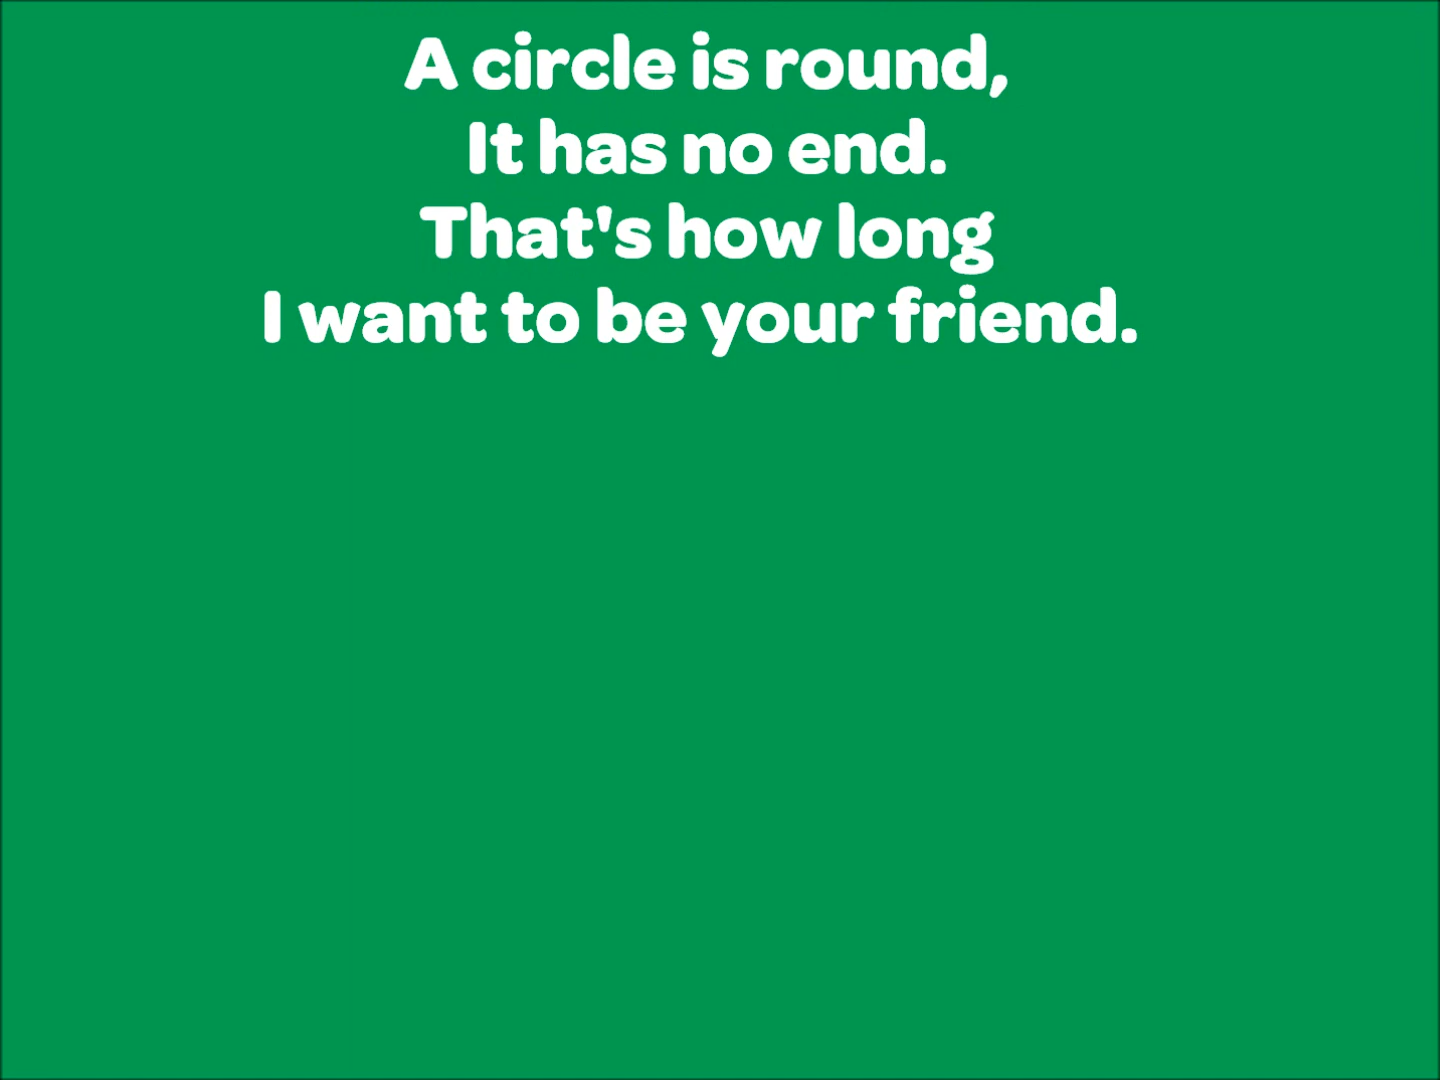 A circle is round,
It has no end.
That's how long
I want to be your friend.